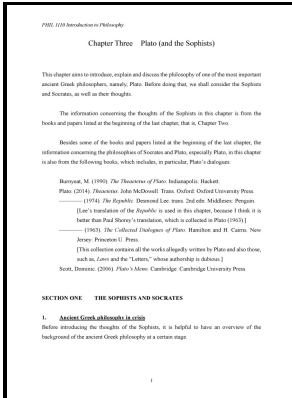 PHIL 1110 Introduction to Philosophy
Chapter Three    Plato (and the Sophists)
This chapter aims to introduce, explain and discuss the philosophy of one of the most important
ancient Greek philosophers, namely, Plato. Before doing that, we shall consider the Sophists
and Socrates, as well as their thoughts.
The information concerning the thoughts of the Sophists in this chapter is from the
books and papers listed at the beginning of the last chapter, that is, Chapter Two.
Besides some of the books and papers listed at the beginning of the last chapter, the
information concerning the philosophies of Socrates and Plato, especially Plato, in this chapter
is also from the following books, which includes, in particular, Plato's dialogues.
Burnyeat, M. (1990). The Theaetetus of Plato. Indianapolis: Hackett.
Plato. (2014). Theaetetus. John McDowell. Trans. Oxford: Oxford University Press.
———— (1974). The Republic. Desmond Lee. trans. 2nd.edn. Middlesex: Penguin.
[Lee's translation of the Republic is used in this chapter, because I think it is
better than Paul Shorey's translation, which is collected in Plato (1963).]
———— (1963). The Collected Dialogues of Plato. Hamilton and H. Cairns. New
Jersey: Princeton U. Press.
[This collection contains all the works allegedly written by Plato and also those,
such as, Laws and the "Letters," whose authorship is dubious.]
Scott, Dominic. (2006). Plato's Meno. Cambridge: Cambridge University Press.
SECTION ONE    THE SOPHISTS AND SOCRATES
1.    Ancient Greek philosophy in crisis
Before introducing the thoughts of the Sophists, it is helpful to have an overview of the
background of the ancient Greek philosophy at a certain stage.
1